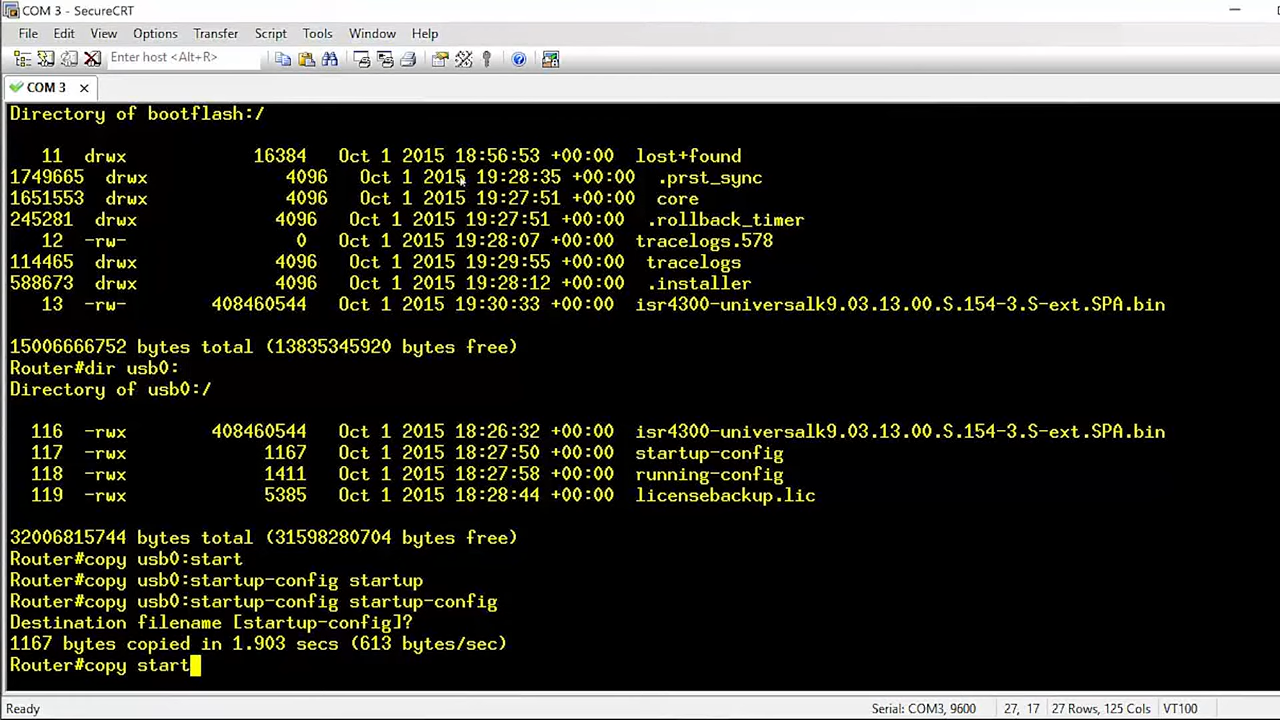 COM 3 - SecureCRT
File Edit View Options Transfer Script Tools Window Help
Enter host <Alt+R>
COM 3
Directory of bootflash:/
11 drwx 16384 Oct 1 2015 18:56:53 +00:00 lost+found
1749665 drwx 4096 Oct 1 2015 19:28:35 +00:00 .prst_sync
1651553 drwx 4096 Oct 1 2015 19:27:51 +00:00 core
245281 drwx 4096 Oct 1 2015 19:27:51 +00:00 .rollback_timer
12 -rw- 0 Oct 1 2015 19:28:07 +00:00 tracelogs.578
114465 drwx 4096 Oct 1 2015 19:29:55 +00:00 tracelogs
588673 drwx 4096 Oct 1 2015 19:28:12 +00:00 .installer
13 -rw- 408460544 Oct 1 2015 19:30:33 +00:00 isr4300-universalk9.03.13.00.S.154-3.S-ext.SPA.bin
15006666752 bytes total (13835345920 bytes free)
Router#dir usb0:
Directory of usb0:/
116 -rwx 408460544 Oct 1 2015 18:26:32 +00:00 isr4300-universalk9.03.13.00.S.154-3.S-ext.SPA.bin
117 -rwx 1167 Oct 1 2015 18:27:50 +00:00 startup-config
118 -rwx 1411 Oct 1 2015 18:27:58 +00:00 running-config
119 -rwx 5385 Oct 1 2015 18:28:44 +00:00 licensebackup.lic
32006815744 bytes total (31598280704 bytes free)
Router#copy usb0:start
Router#copy usb0:startup-config startup
Router#copy usb0:startup-config startup-config
Destination filename [startup-config]?
1167 bytes copied in 1.903 secs (613 bytes/sec)
Router#copy start
Ready Serial: COM3, 9600 27, 17 27 Rows, 125 Cols VT100